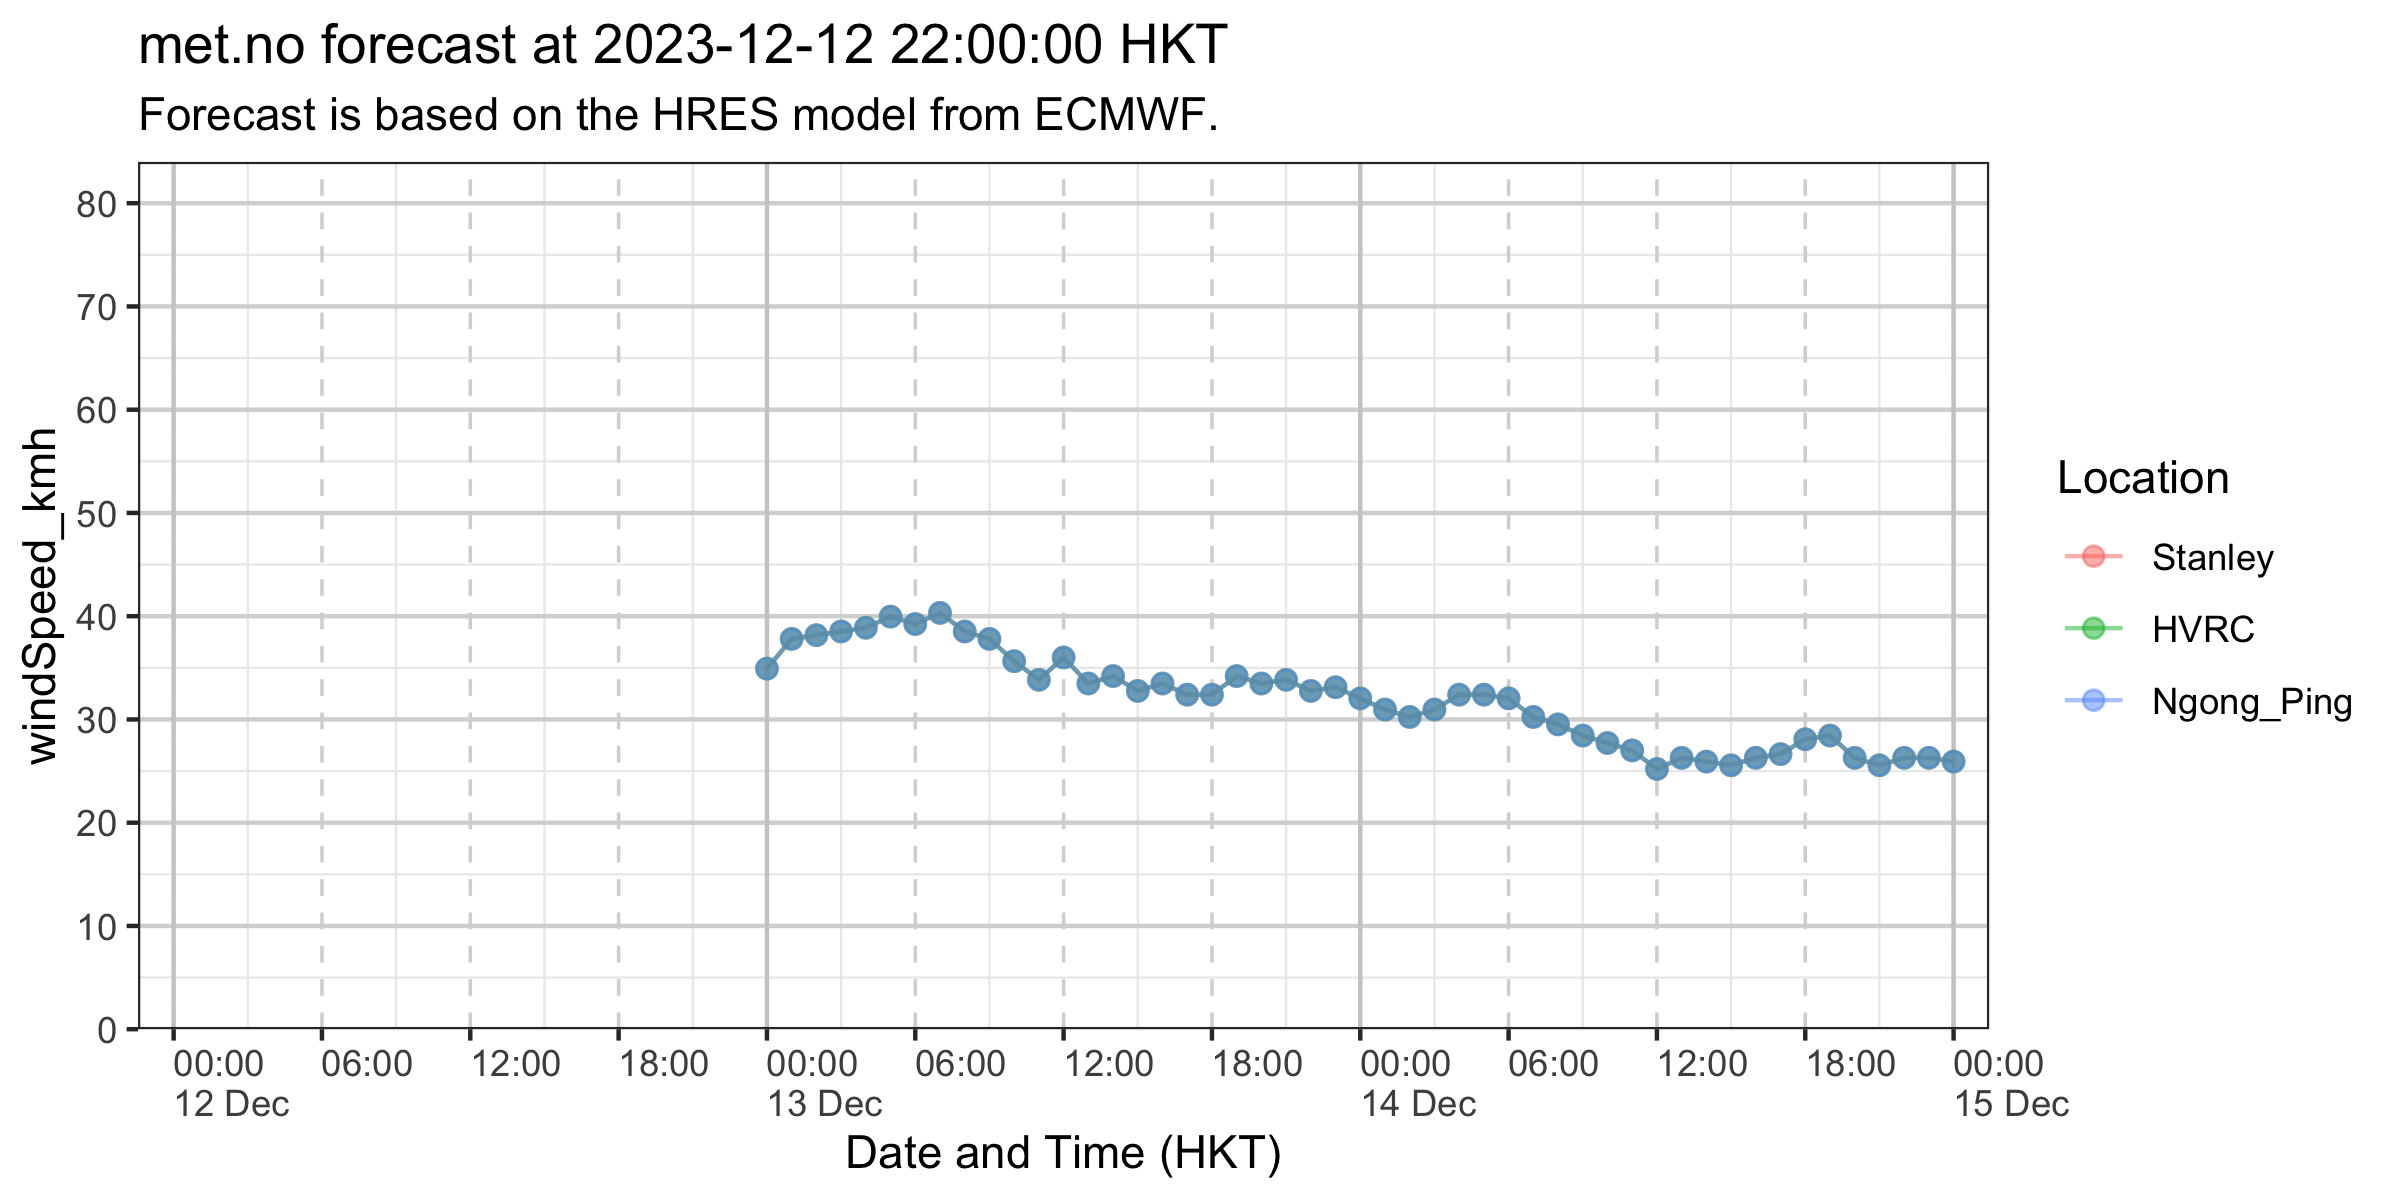 met.no forecast at 2023-12-12 22:00:00 HKT
Forecast is based on the HRES model from ECMWF.
windSpeed_kmh
80
70
60
50
40
30
20
10
0
00:00 06:00 12:00 18:00 00:00 06:00 12:00 18:00 00:00 06:00 12:00 18:00 00:00
12 Dec 13 Dec 14 Dec 15 Dec
Date and Time (HKT)
Location
Stanley
HVRC
Ngong_Ping